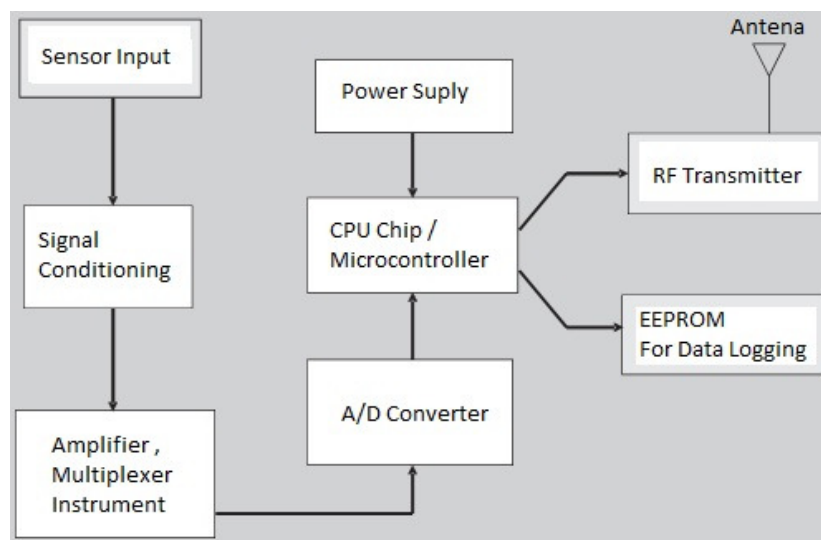 Sensor Input
Signal
Conditioning
Amplifier ,
Multiplexer
Instrument
Power Suply
CPU Chip /
Microcontroller
A/D Converter
Antena
RF Transmitter
EEPROM
For Data Logging